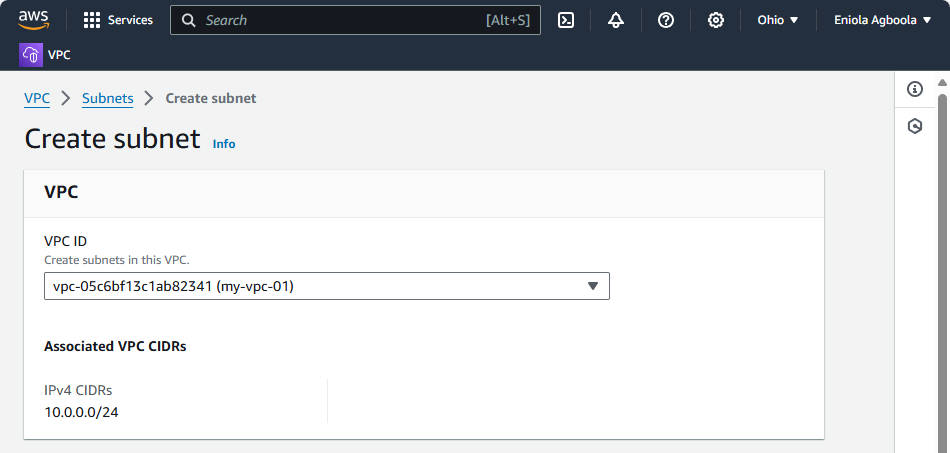 aws Services Search [Alt+S] Ohio Eniola Agboola
VPC
VPC Subnets Create subnet
Create subnet Info
VPC
VPC ID
Create subnets in this VPC.
vpc-05c6bf13c1ab82341 (my-vpc-01)
Associated VPC CIDRs
IPv4 CIDRs
10.0.0.0/24